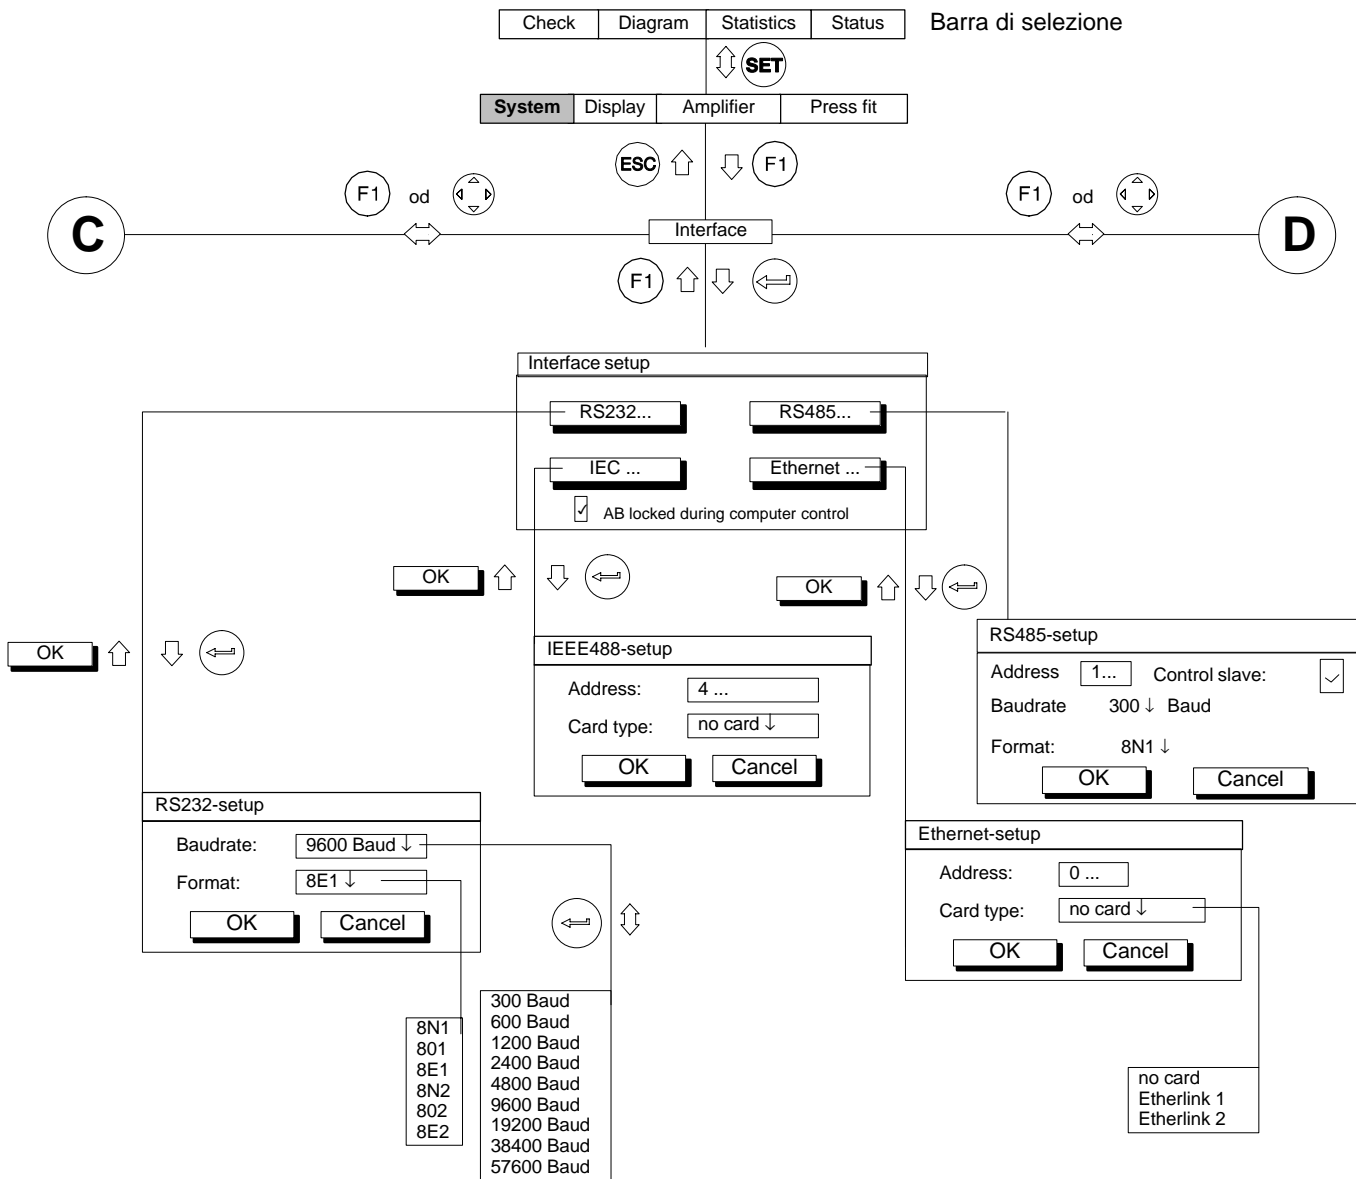 Check Diagram Statistics Status Barra di selezione
SET
System Display Amplifier Press fit
ESC F1
F1 od F1 od
C Interface D
F1
Interface setup
RS232... RS485...
IEC ... Ethernet ...
AB locked during computer control
OK
OK
OK
RS485-setup
Address 1... Control slave:
Baudrate 300 ↓ Baud
Format: 8N1 ↓
OK Cancel
IEEE488-setup
Address: 4 ...
Card type: no card ↓
OK Cancel
RS232-setup
Baudrate: 9600 Baud ↓
Format: 8E1 ↓
OK Cancel
Ethernet-setup
Address: 0 ...
Card type: no card ↓
OK Cancel
8N1
801
8E1
8N2
802
8E2
300 Baud
600 Baud
1200 Baud
2400 Baud
4800 Baud
9600 Baud
19200 Baud
38400 Baud
57600 Baud
no card
Etherlink 1
Etherlink 2